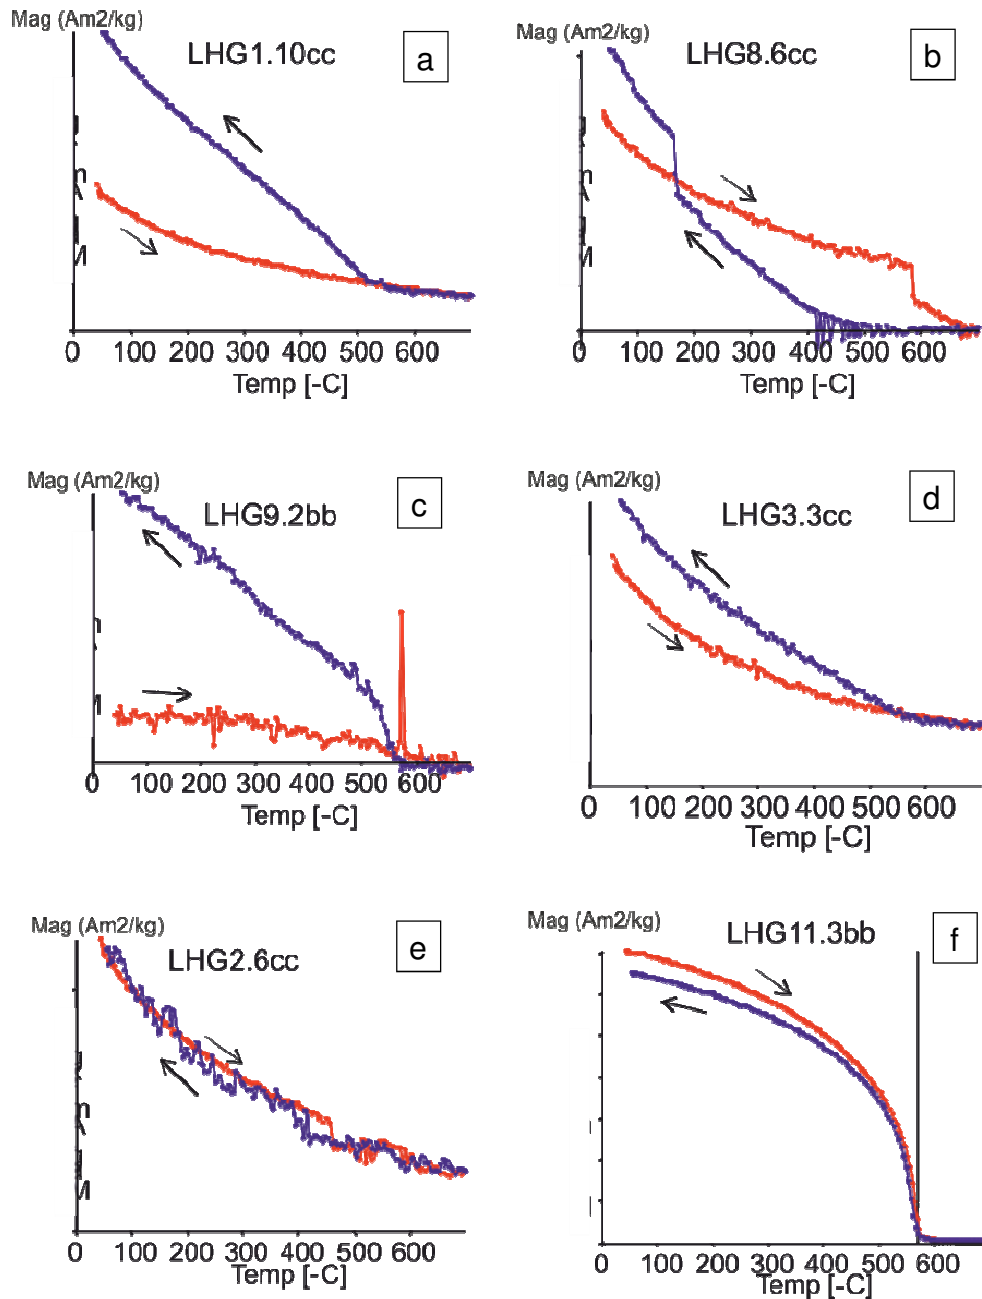 Mag (Am2/kg)
LHG1.10cc
a
0 100 200 300 400 500 600
Temp [-C]
Mag (Am2/kg)
LHG8.6cc
b
0 100 200 300 400 500 600
Temp [-C]
Mag (Am2/kg)
LHG9.2bb
c
0 100 200 300 400 500 600
Temp [-C]
Mag (Am2/kg)
LHG3.3cc
d
0 100 200 300 400 500 600
Temp [-C]
Mag (Am2/kg)
LHG2.6cc
e
0 100 200 300 400 500 600
Temp [-C]
Mag (Am2/kg)
LHG11.3bb
f
0 100 200 300 400 500 600
Temp [-C]